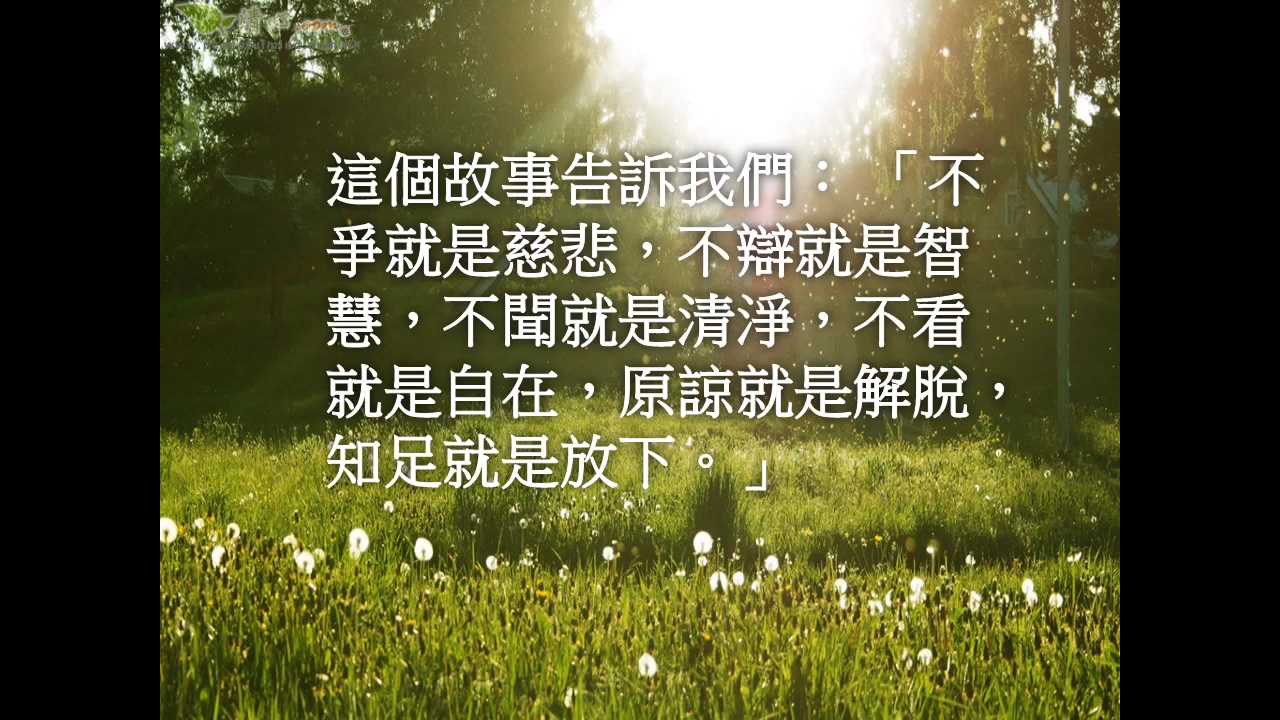 這個故事告訴我們：「不
爭就是慈悲，不辯就是智
慧，不聞就是清淨，不看
就是自在，原諒就是解脫，
知足就是放下。」